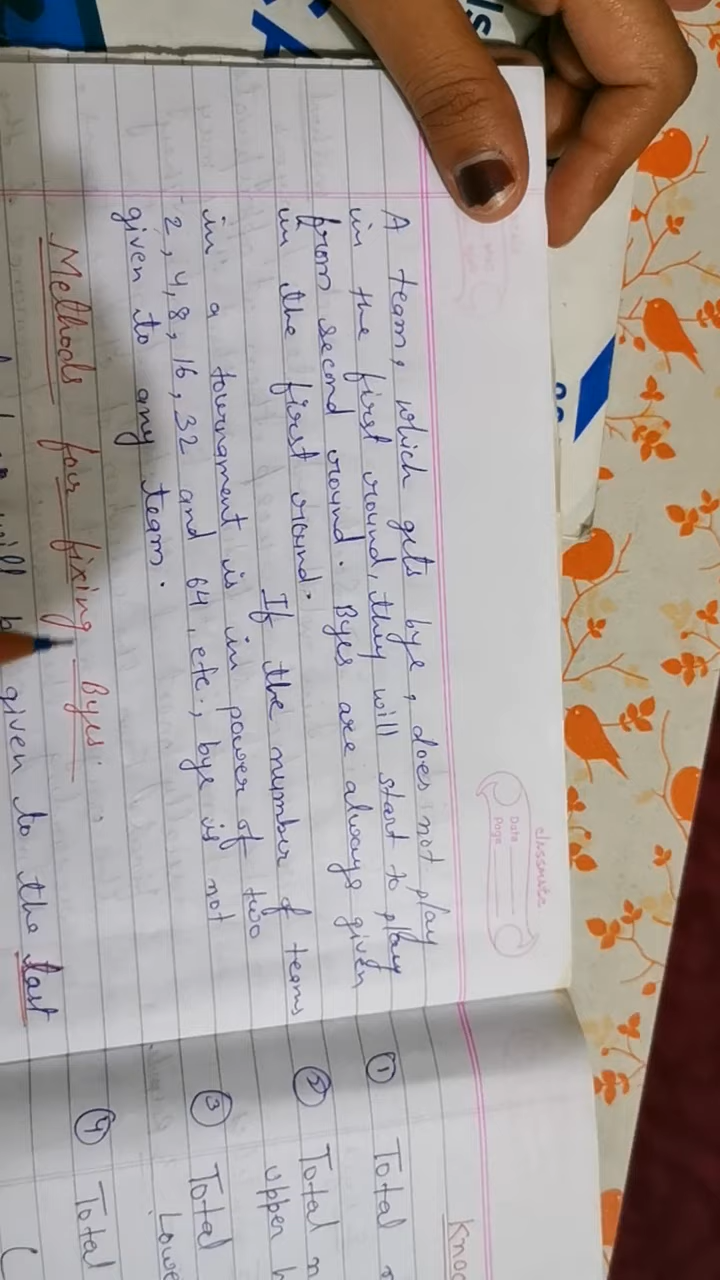 classmate
Date
Page
A team, which gets bye, does not play
in the first round, they will start to play
from second round. Byes are always given
in the first round.
If the number of teams
in a tournament is in power of two
2, 4, 8, 16, 32 and 64, etc., bye is not
given to any team.
Methods for fixing Byes:
will given to the last
Knoc
① Total
② Total n
upper h
③ Total
Lowe
④ Total